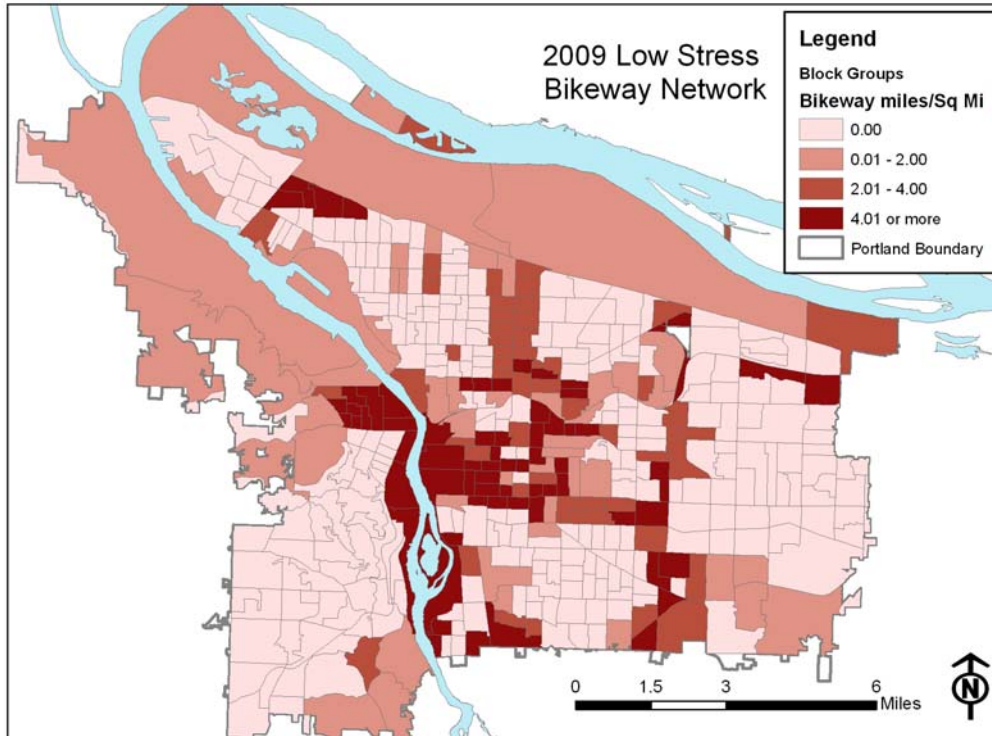 2009 Low Stress
Bikeway Network
Legend
Block Groups
Bikeway miles/Sq Mi
0.00
0.01 - 2.00
2.01 - 4.00
4.01 or more
Portland Boundary
0 1.5 3 6
Miles
N